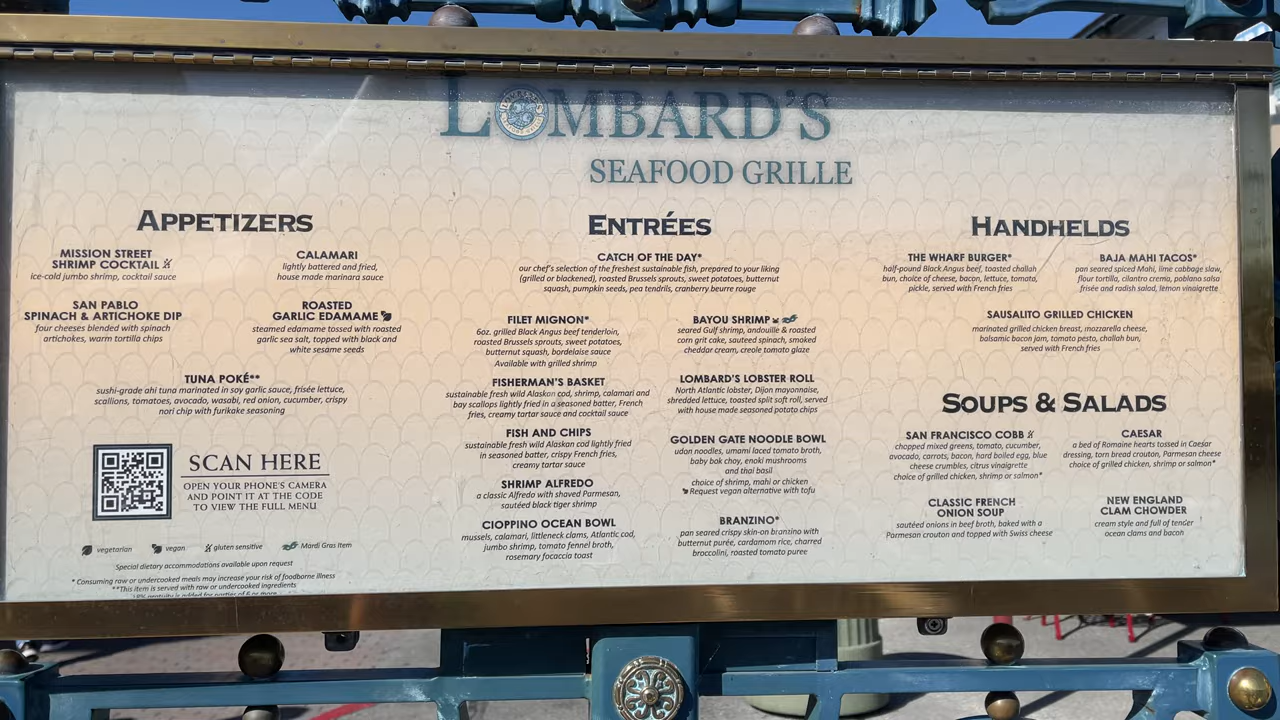 LOMBARD'S
SEAFOOD GRILLE
APPETIZERS
MISSION STREET
SHRIMP COCKTAIL
ice-cold jumbo shrimp, cocktail sauce
CALAMARI
lightly battered and fried,
house made marinara sauce
SAN PABLO
SPINACH & ARTICHOKE DIP
four cheeses blended with spinach
artichokes, warm tortilla chips
ROASTED
GARLIC EDAMAME
steamed edamame tossed with roasted
garlic sea salt, topped with black and
white sesame seeds
TUNA POKÉ**
sushi-grade ahi tuna marinated in soy garlic sauce, frisée lettuce,
scallions, tomatoes, avocado, wasabi, red onion, cucumber, crispy
nori chip with furikake seasoning
SCAN HERE
OPEN YOUR PHONE'S CAMERA
AND POINT IT AT THE CODE
TO VIEW THE FULL MENU
vegetarian vegan gluten sensitive Mardi Gras Item
Special dietary accommodations available upon request
* Consuming raw or undercooked meals may increase your risk of foodborne illness
**This item is served with raw or undercooked ingredients
18% gratuity is added for parties of 6 or more
ENTRÉES
CATCH OF THE DAY*
our chef's selection of the freshest sustainable fish, prepared to your liking
(grilled or blackened), roasted Brussels sprouts, sweet potatoes, butternut
squash, pumpkin seeds, pea tendrils, cranberry beurre rouge
FILET MIGNON*
6oz. grilled Black Angus beef tenderloin,
roasted Brussels sprouts, sweet potatoes,
butternut squash, bordelaise sauce
Available with grilled shrimp
BAYOU SHRIMP
seared Gulf shrimp, andouille & roasted
corn grit cake, sauteed spinach, smoked
cheddar cream, creole tomato glaze
FISHERMAN'S BASKET
sustainable fresh wild Alaskan cod, shrimp, calamari and
bay scallops lightly fried in a seasoned batter, French
fries, creamy tartar sauce and cocktail sauce
LOMBARD'S LOBSTER ROLL
North Atlantic lobster, Dijon mayonnaise,
shredded lettuce, toasted split soft roll, served
with house made seasoned potato chips
FISH AND CHIPS
sustainable fresh wild Alaskan cod lightly fried
in seasoned batter, crispy French fries,
creamy tartar sauce
GOLDEN GATE NOODLE BOWL
udon noodles, umami laced tomato broth,
baby bok choy, enoki mushrooms
and thai basil
choice of shrimp, mahi or chicken
Request vegan alternative with tofu
SHRIMP ALFREDO
a classic Alfredo with shaved Parmesan,
sautéed black tiger shrimp
CIOPPINO OCEAN BOWL
mussels, calamari, littleneck clams, Atlantic cod,
jumbo shrimp, tomato fennel broth,
rosemary focaccia toast
BRANZINO*
pan seared crispy skin-on branzino with
butternut purée, cardamom rice, charred
broccolini, roasted tomato puree
HANDHELDS
THE WHARF BURGER*
half-pound Black Angus beef, toasted challah
bun, choice of cheese, bacon, lettuce, tomato,
pickle, served with French fries
BAJA MAHI TACOS*
pan seared spiced Mahi, lime cabbage slaw,
flour tortilla, cilantro crema, poblano salsa
frisée and radish salad, lemon vinaigrette
SAUSALITO GRILLED CHICKEN
marinated grilled chicken breast, mozzarella cheese,
balsamic bacon jam, tomato pesto, challah bun,
served with French fries
SOUPS & SALADS
SAN FRANCISCO COBB
chopped mixed greens, tomato, cucumber,
avocado, carrots, bacon, hard boiled egg, blue
cheese crumbles, citrus vinaigrette
choice of grilled chicken, shrimp or salmon*
CAESAR
a bed of Romaine hearts tossed in Caesar
dressing, torn bread crouton, Parmesan cheese
choice of grilled chicken, shrimp or salmon*
CLASSIC FRENCH
ONION SOUP
sautéed onions in beef broth, baked with a
Parmesan crouton and topped with Swiss cheese
NEW ENGLAND
CLAM CHOWDER
cream style and full of tender
ocean clams and bacon